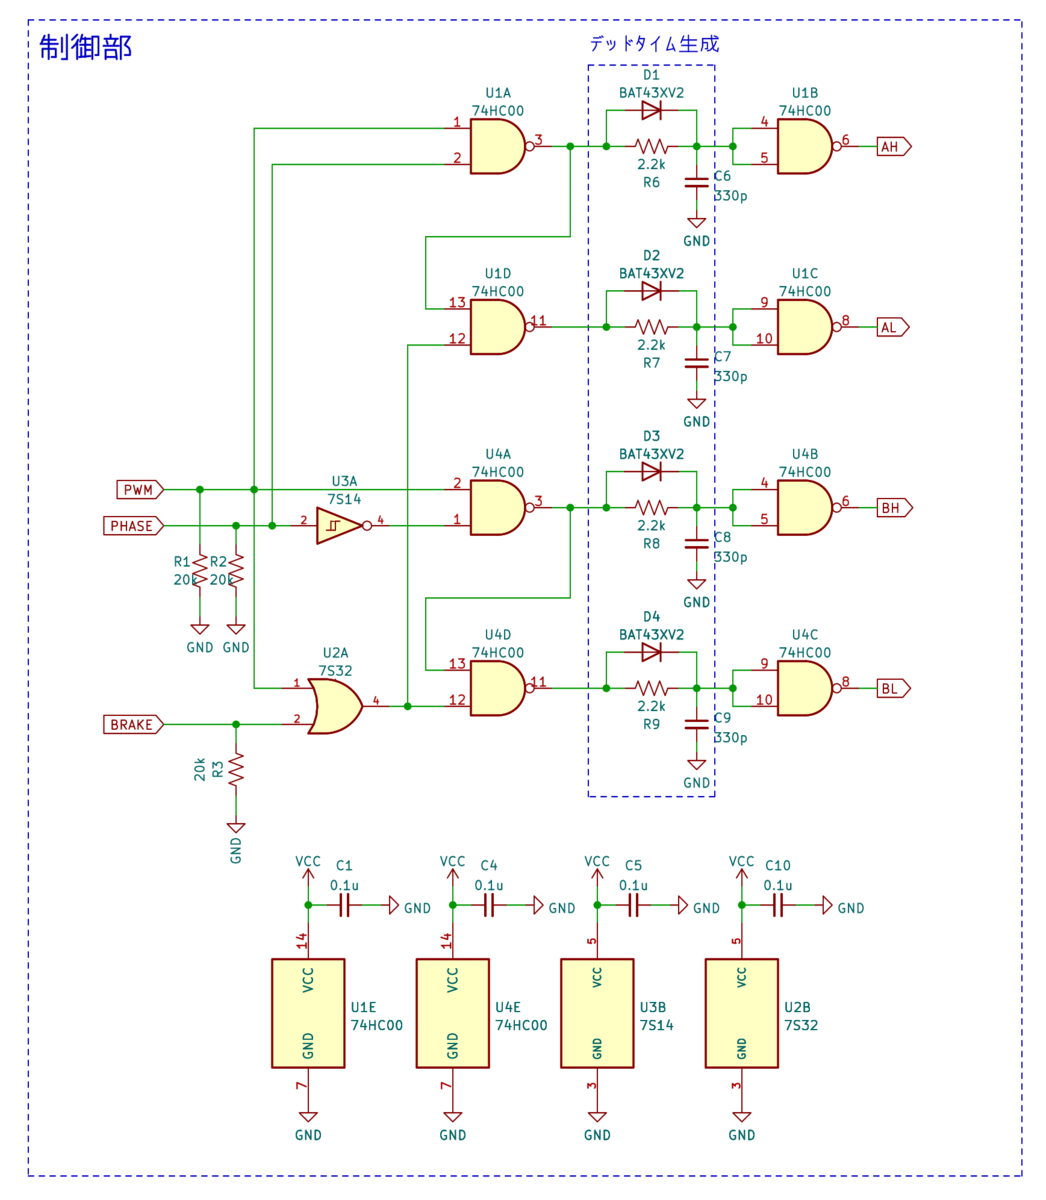 制御部
デッドタイム生成
D1
BAT43XV2
U1A
74HC00
1
2
3
2.2k
R6
C6
330p
GND
U1B
74HC00
4
5
6
AH
U1D
74HC00
13
12
11
D2
BAT43XV2
2.2k
R7
C7
330p
GND
U1C
74HC00
9
10
8
AL
PWM
PHASE
U3A
7S14
2
4
U4A
74HC00
2
1
3
D3
BAT43XV2
2.2k
R8
C8
330p
GND
U4B
74HC00
4
5
6
BH
R1
20k
R2
20k
GND
GND
U2A
7S32
1
2
4
BRAKE
20k
R3
GND
U4D
74HC00
13
12
11
D4
BAT43XV2
2.2k
R9
C9
330p
GND
U4C
74HC00
9
10
8
BL
VCC
C1
0.1u
GND
14
VCC
GND
U1E
74HC00
7
GND
VCC
C4
0.1u
GND
14
VCC
GND
U4E
74HC00
7
GND
VCC
C5
0.1u
GND
5
VCC
GND
U3B
7S14
3
GND
VCC
C10
0.1u
GND
5
VCC
GND
U2B
7S32
3
GND